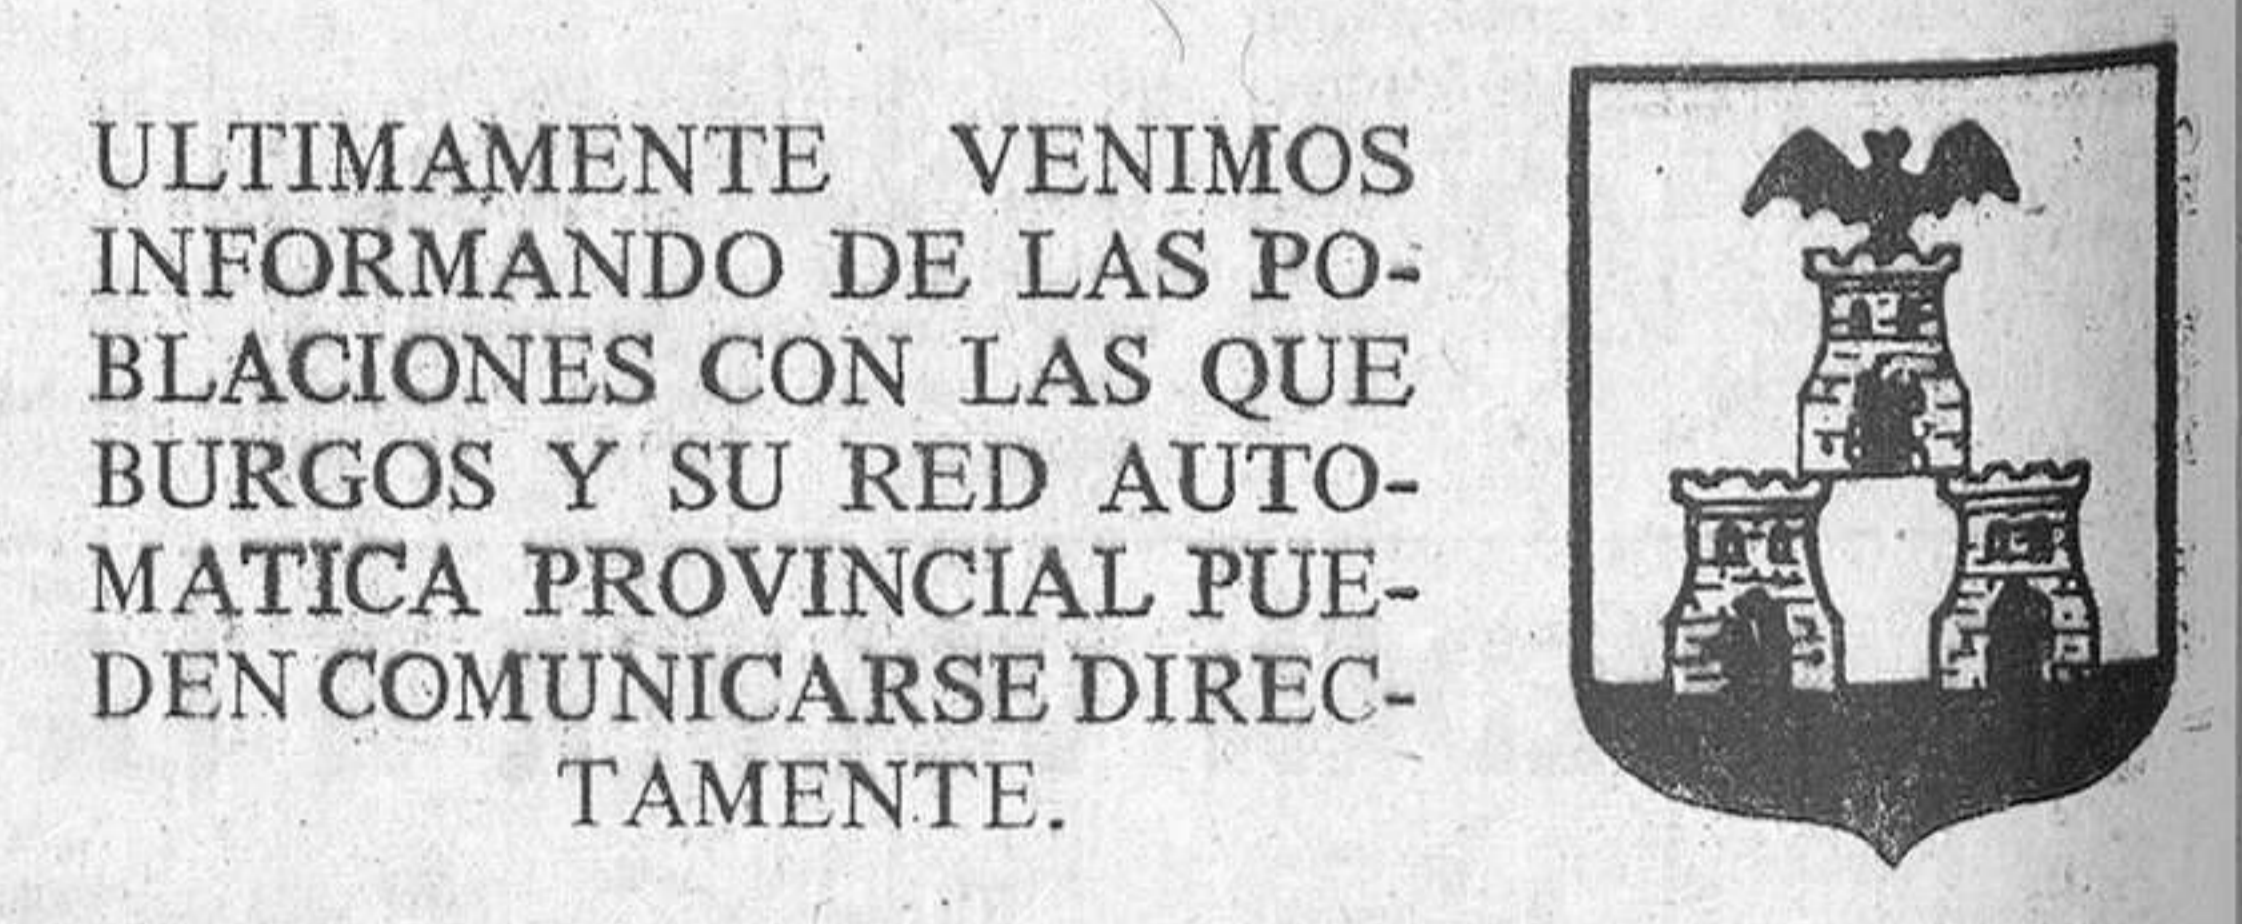 ULTIMAMENTE VENIMOS
INFORMANDO DE LAS PO-
BLACIONES CON LAS QUE
BURGOS Y SU RED AUTO-
MATICA PROVINCIAL PUE-
DEN COMUNICARSE DIREC-
TAMENTE.